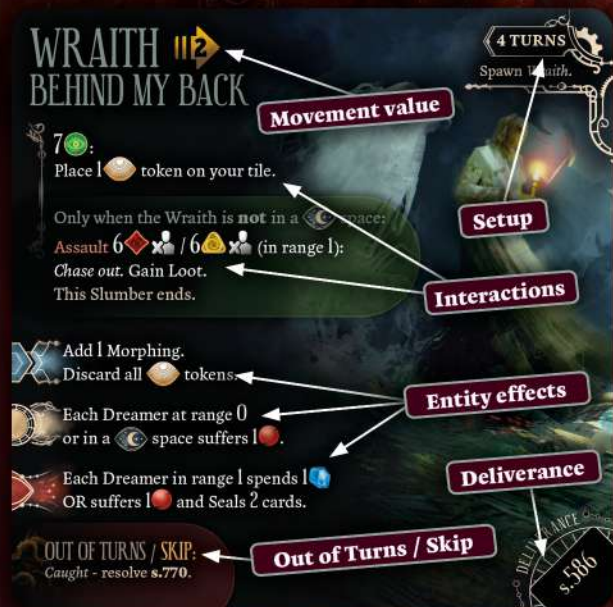 WRAITH 2
BEHIND MY BACK
4 TURNS
Spawn Wraith.
Movement value
7 :
Place 1 token on your tile.
Setup
Only when the Wraith is not in a space:
Assault 6 x / 6 x (in range 1):
Chase out. Gain Loot.
This Slumber ends.
Interactions
Add 1 Morphing.
Discard all tokens.
Entity effects
Each Dreamer at range 0
or in a space suffers 1 .
Each Dreamer in range 1 spends 1
OR suffers 1 and Seals 2 cards.
Deliverance
OUT OF TURNS / SKIP:
Caught - resolve s.770.
Out of Turns / Skip
DELIVERANCE
s.586